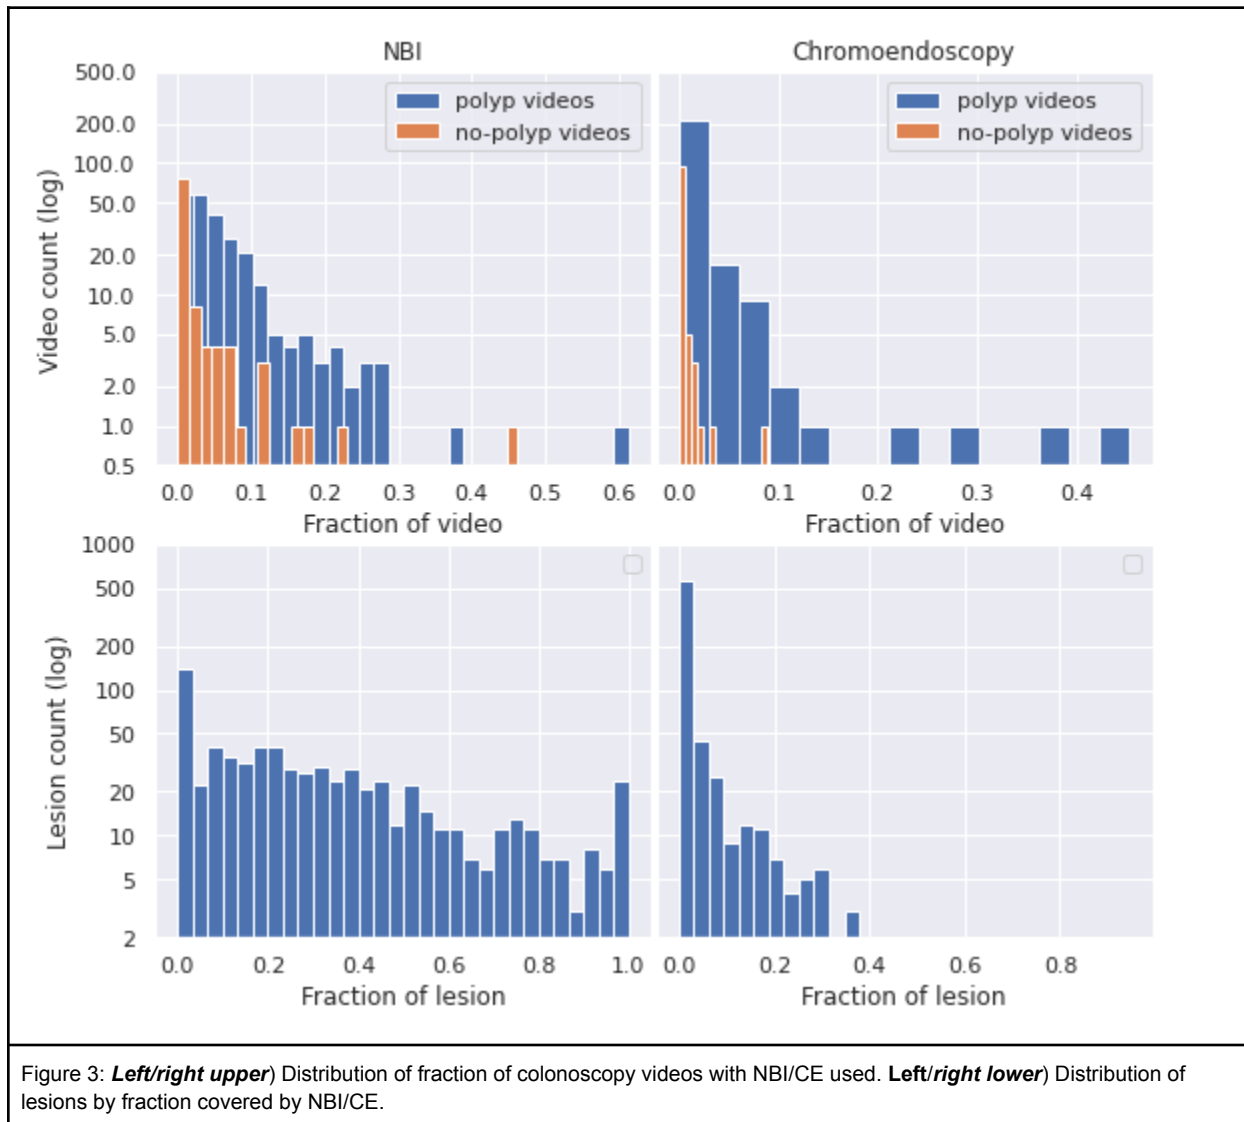 NBI
Chromoendoscopy
500.0
200.0
100.0
50.0
20.0
10.0
5.0
2.0
1.0
0.5
Video count (log)
polyp videos
no-polyp videos
polyp videos
no-polyp videos
0.0 0.1 0.2 0.3 0.4 0.5 0.6
0.0 0.1 0.2 0.3 0.4
Fraction of video
Fraction of video
1000
500
200
100
50
20
10
5
2
Lesion count (log)
0.0 0.2 0.4 0.6 0.8 1.0
0.0 0.2 0.4 0.6 0.8
Fraction of lesion
Fraction of lesion
Figure 3: Left/right upper) Distribution of fraction of colonoscopy videos with NBI/CE used. Left/right lower) Distribution of
lesions by fraction covered by NBI/CE.